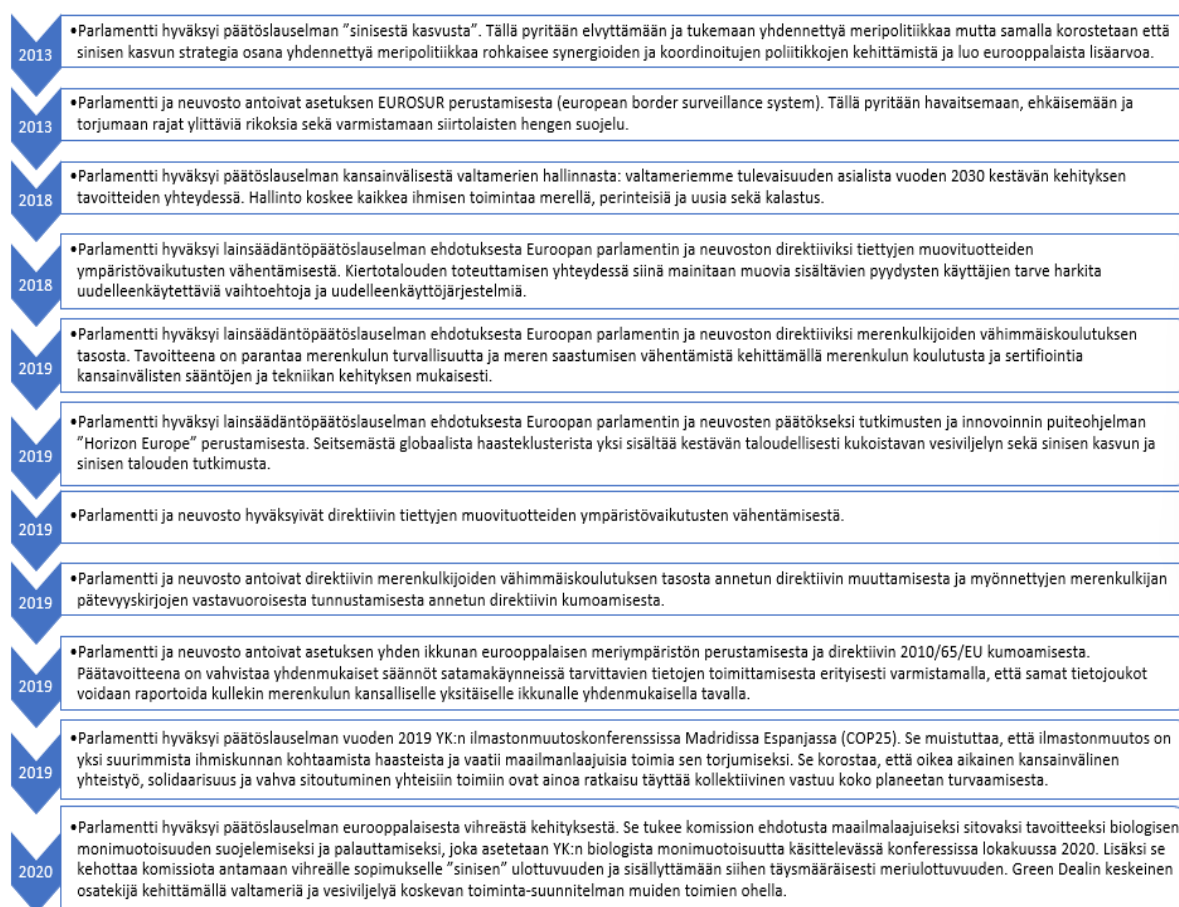 •Parlamentti hyväksyi päätöslauselman ”sinisestä kasvusta”. Tällä pyritään elvyttämään ja tukemaan yhdennettyä meripolitiikkaa mutta samalla korostetaan että
2013
sinisen kasvun strategia osana yhdennettyä meripolitiikkaa rohkaisee synergioiden ja koordinoitujen poliitikkojen kehittämistä ja luo eurooppalaista lisäarvoa.
•Parlamentti ja neuvosto antoivat asetuksen EUROSUR perustamisesta (european border surveillance system). Tällä pyritään havaitsemaan, ehkäisemään ja
2013
torjumaan rajat ylittäviä rikoksia sekä varmistamaan siirtolaisten hengen suojelu.
•Parlamentti hyväksyi päätöslauselman kansainvälisestä valtamerien hallinnasta: valtameriemme tulevaisuuden asialista vuoden 2030 kestävän kehityksen
2018
tavoitteiden yhteydessä. Hallinto koskee kaikkea ihmisen toimintaa merellä, perinteisiä ja uusia sekä kalastus.
•Parlamentti hyväksyi lainsäädäntöpäätöslauselman ehdotuksesta Euroopan parlamentin ja neuvoston direktiiviksi tiettyjen muovituotteiden
ympäristövaikutusten vähentämisestä. Kiertotalouden toteuttamisen yhteydessä siinä mainitaan muovia sisältävien pyydysten käyttäjien tarve harkita
2018
uudelleenkäytettäviä vaihtoehtoja ja uudelleenkäyttöjärjestelmiä.
•Parlamentti hyväksyi lainsäädäntöpäätöslauselman ehdotuksesta Euroopan parlamentin ja neuvoston direktiiviksi merenkulkijoiden vähimmäiskoulutuksen
tasosta. Tavoitteena on parantaa merenkulun turvallisuutta ja meren saastumisen vähentämistä kehittämällä merenkulun koulutusta ja sertifiointia
2019
kansainvälisten sääntöjen ja tekniikan kehityksen mukaisesti.
•Parlamentti hyväksyi lainsäädäntöpäätöslauselman ehdotuksesta Euroopan parlamentin ja neuvosten päätökseksi tutkimusten ja innovoinnin puiteohjelman
”Horizon Europe” perustamisesta. Seitsemästä globaalista haasteklusterista yksi sisältää kestävän taloudellisesti kukoistavan vesiviljelyn sekä sinisen kasvun ja
2019
sinisen talouden tutkimusta.
•Parlamentti ja neuvosto hyväksyivät direktiivin tiettyjen muovituotteiden ympäristövaikutusten vähentämisestä.
2019
•Parlamentti ja neuvosto antoivat direktiivin merenkulkijoiden vähimmäiskoulutuksen tasosta annetun direktiivin muuttamisesta ja myönnettyjen merenkulkijan
2019
pätevyyskirjojen vastavuoroisesta tunnustamisesta annetun direktiivin kumoamisesta.
•Parlamentti ja neuvosto antoivat asetuksen yhden ikkunan eurooppalaisen meriympäristön perustamisesta ja direktiivin 2010/65/EU kumoamisesta.
Päätavoitteena on vahvistaa yhdenmukaiset säännöt satamakäynneissä tarvittavien tietojen toimittamisesta erityisesti varmistamalla, että samat tietojoukot
2019
voidaan raportoida kullekin merenkulun kansalliselle yksitäiselle ikkunalle yhdenmukaisella tavalla.
•Parlamentti hyväksyi päätöslauselman vuoden 2019 YK:n ilmastonmuutoskonferenssissa Madridissa Espanjassa (COP25). Se muistuttaa, että ilmastonmuutos on
yksi suurimmista ihmiskunnan kohtaamista haasteista ja vaatii maailmanlaajuisia toimia sen torjumiseksi. Se korostaa, että oikea aikainen kansainvälinen
2019
yhteistyö, solidaarisuus ja vahva sitoutuminen yhteisiin toimiin ovat ainoa ratkaisu täyttää kollektiivinen vastuu koko planeetan turvaamisesta.
•Parlamentti hyväksyi päätöslauselman eurooppalaisesta vihreästä kehityksestä. Se tukee komission ehdotusta maailmalaajuiseksi sitovaksi tavoitteeksi biologisen
monimuotoisuuden suojelemiseksi ja palauttamiseksi, joka asetetaan YK:n biologista monimuotoisuutta käsittelevässä konferessissa lokakuussa 2020. Lisäksi se
kehottaa komissiota antamaan vihreälle sopimukselle ”sinisen” ulottuvuuden ja sisällyttämään siihen täysmääräisesti meriulottuvuuden. Green Dealin keskeinen
2020
osatekijä kehittämällä valtameriä ja vesiviljelyä koskevan toiminta-suunnitelman muiden toimien ohella.